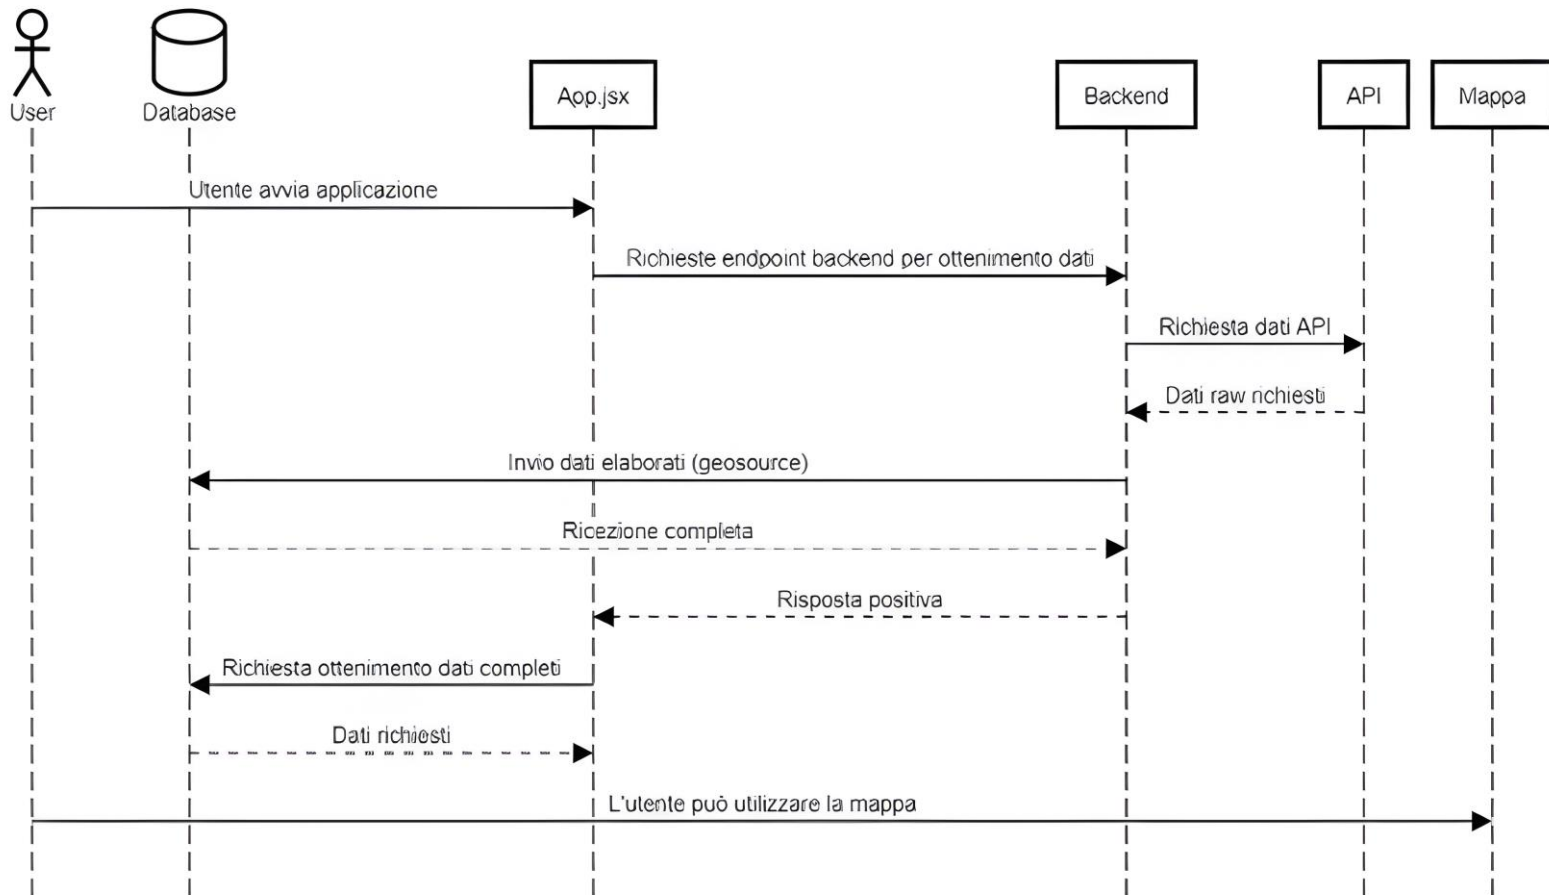 User
Database
App.jsx
Backend
API
Mappa
Utente avvia applicazione
Richieste endpoint backend per ottenimento dati
Richiesta dati API
Dati raw richiesti
Invio dati elaborati (geosource)
Ricezione completa
Risposta positiva
Richiesta ottenimento dati completi
Dati richiesti
L'utente può utilizzare la mappa